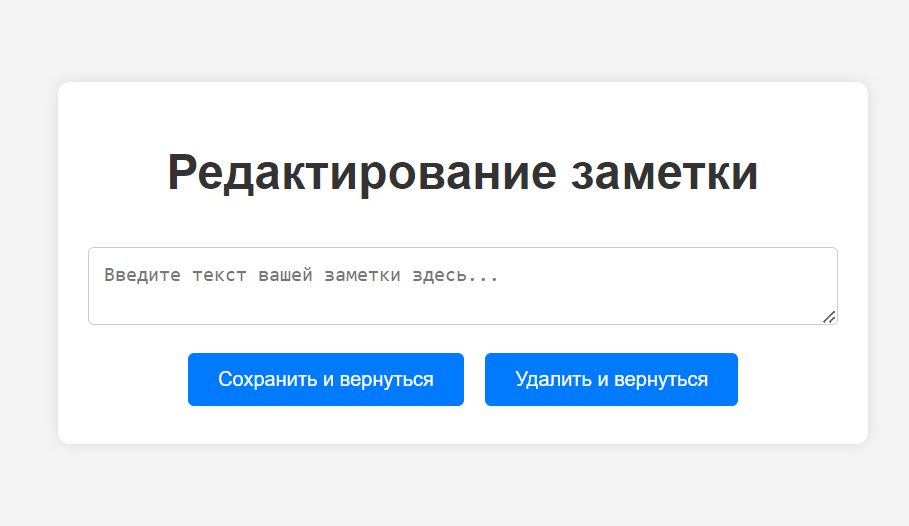 Редактирование заметки
Введите текст вашей заметки здесь...
Сохранить и вернуться
Удалить и вернуться